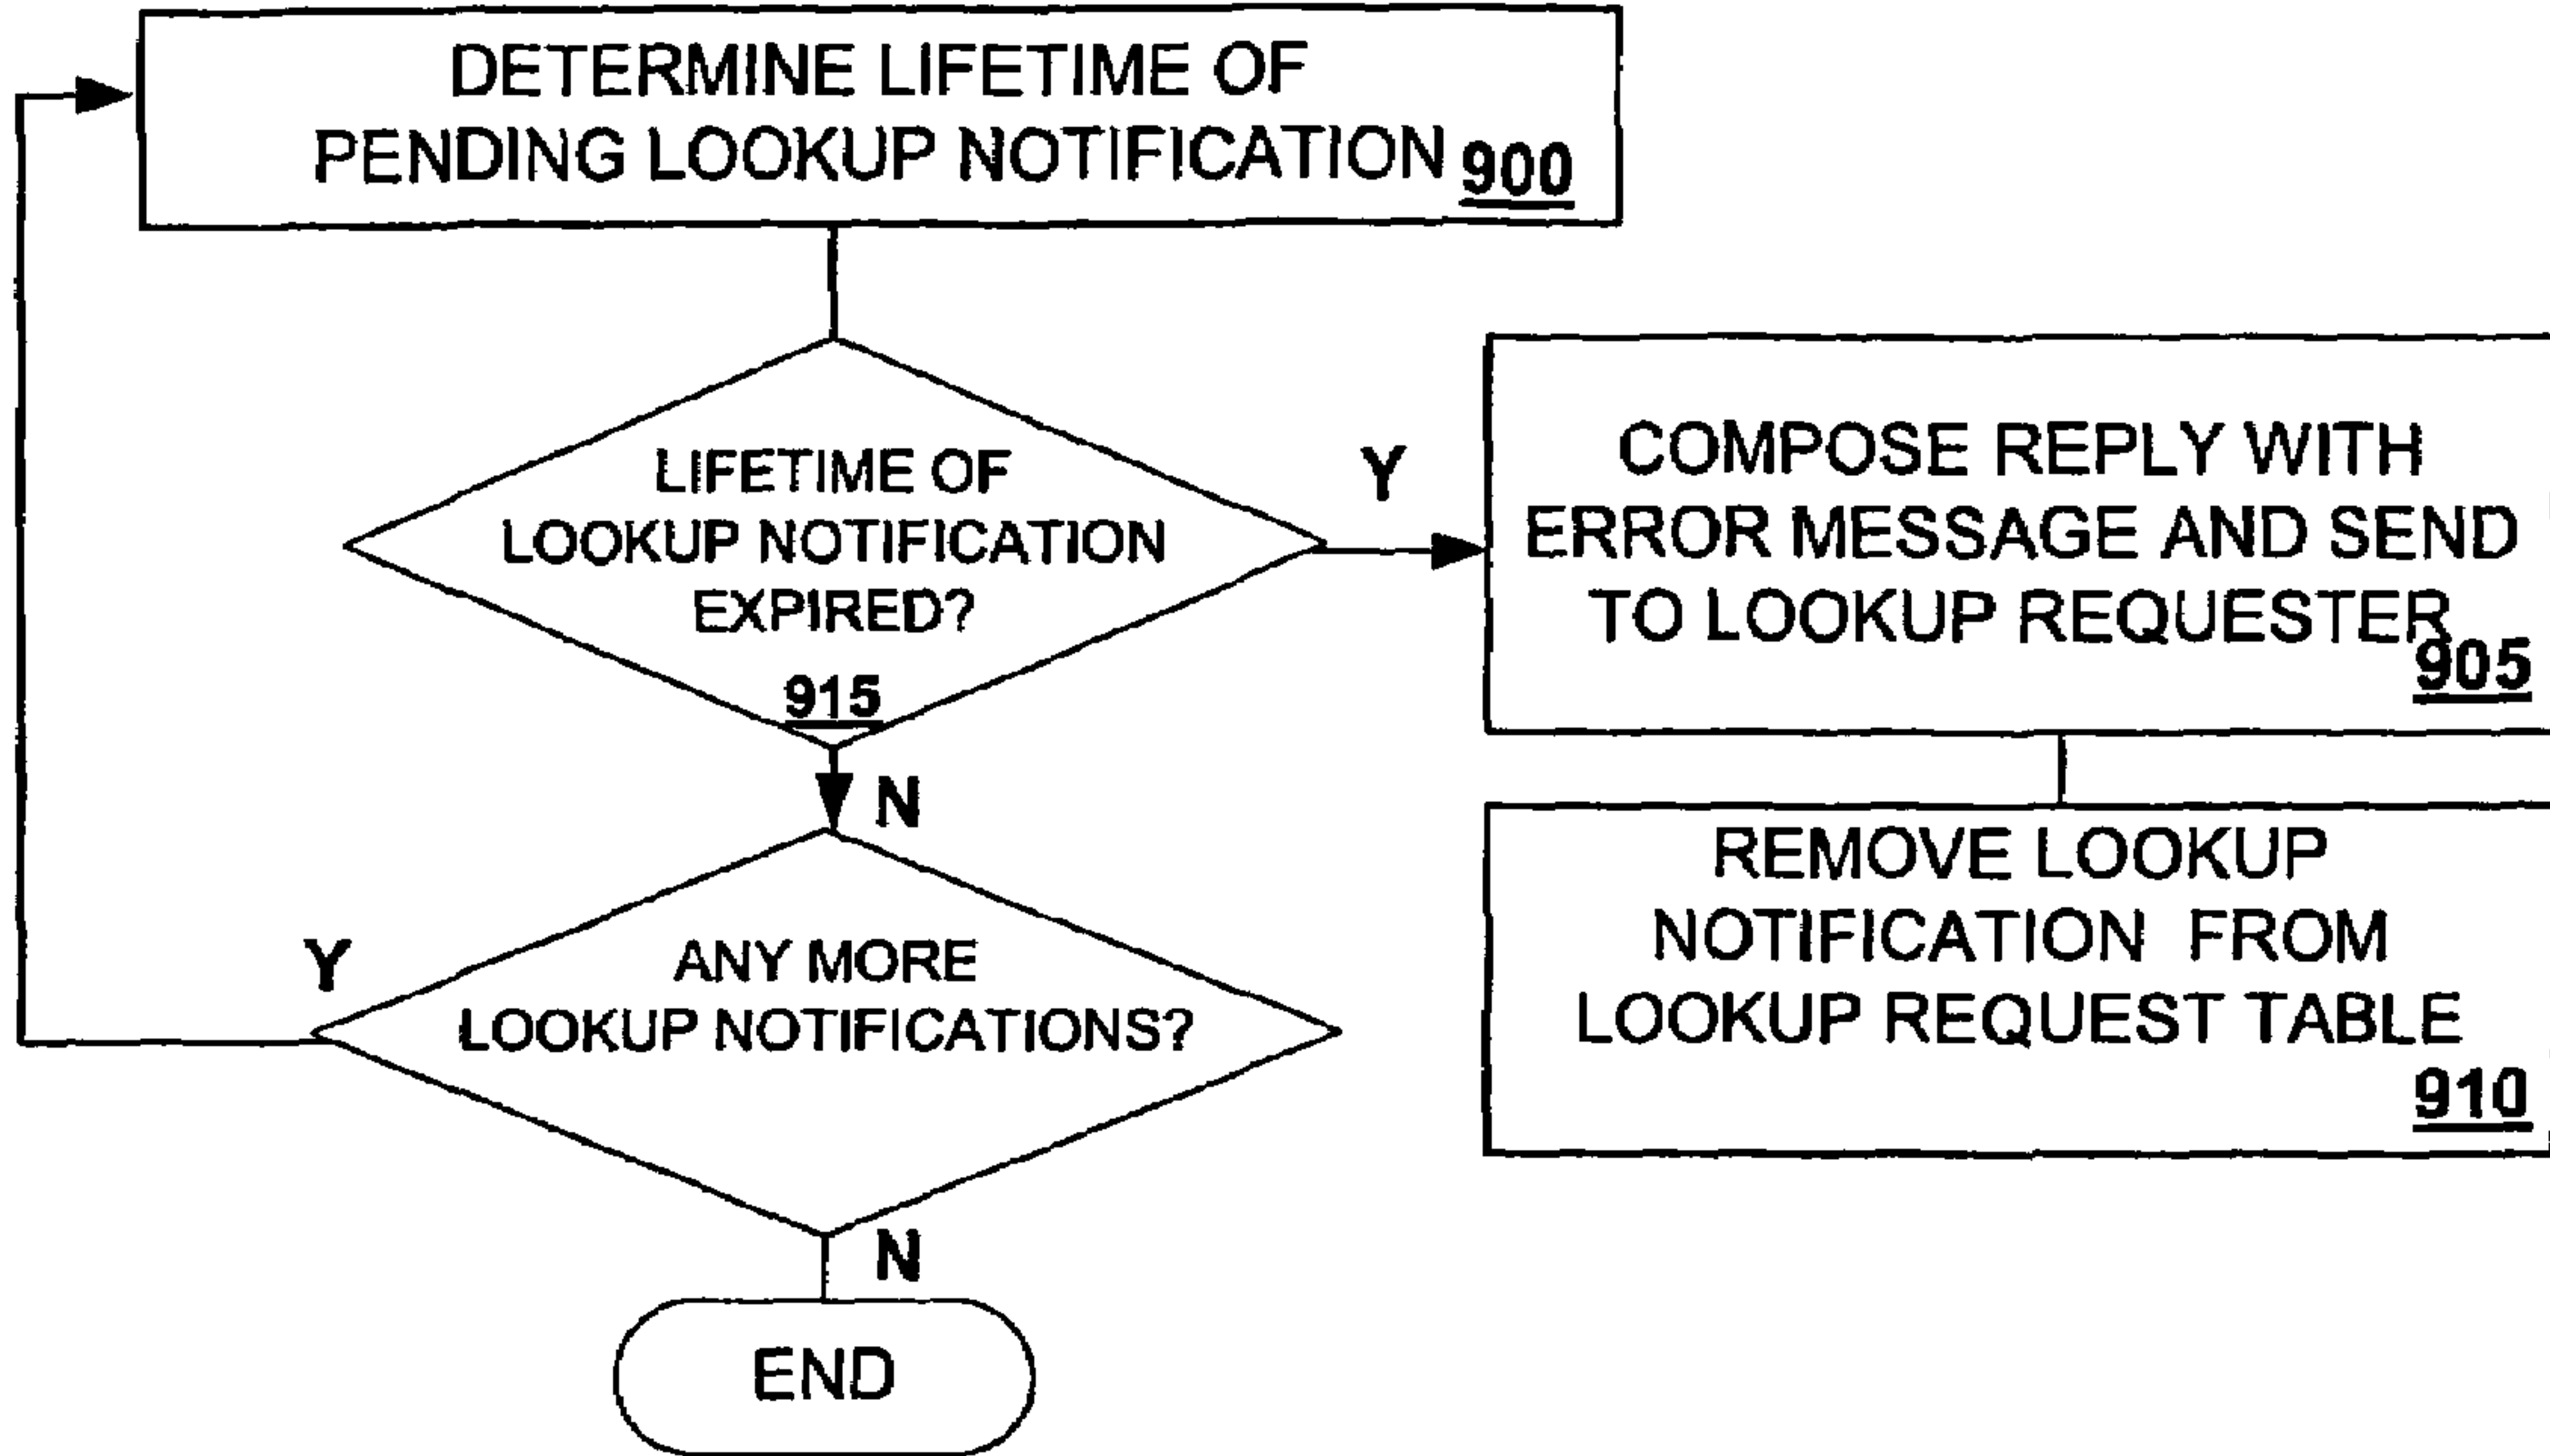 DETERMINE LIFETIME OF
PENDING LOOKUP NOTIFICATION 900
LIFETIME OF
LOOKUP NOTIFICATION
EXPIRED?
915
Y
N
COMPOSE REPLY WITH
ERROR MESSAGE AND SEND
TO LOOKUP REQUESTER
905
REMOVE LOOKUP
NOTIFICATION FROM
LOOKUP REQUEST TABLE
910
ANY MORE
LOOKUP NOTIFICATIONS?
Y
N
END